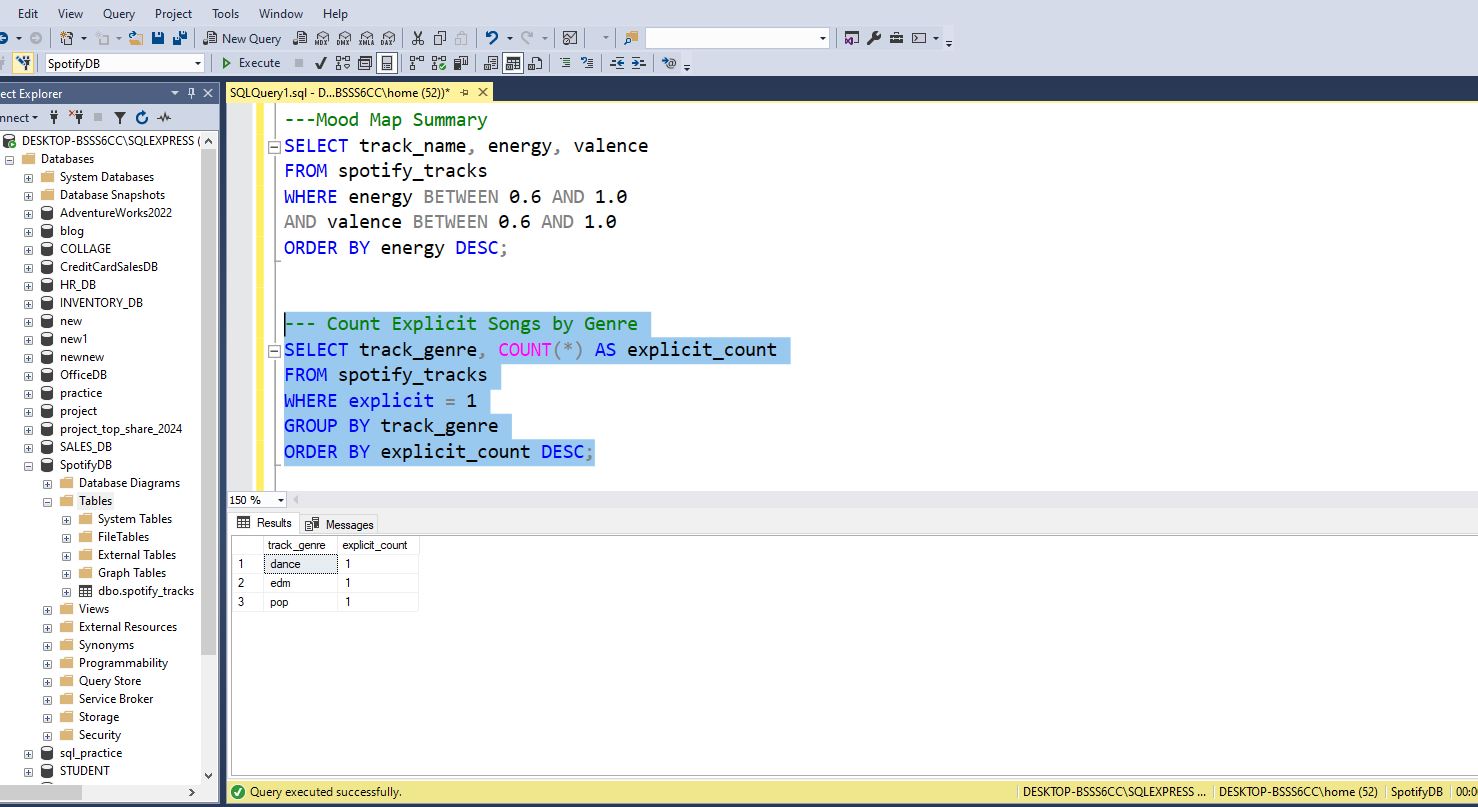 Edit View Query Project Tools Window Help
New Query MDX DMX XMLA DAX
SpotifyDB Execute
ect Explorer
nnect
DESKTOP-BSSS6CC\SQLEXPRESS (
Databases
System Databases
Database Snapshots
AdventureWorks2022
blog
COLLAGE
CreditCardSalesDB
HR_DB
INVENTORY_DB
new
new1
newnew
OfficeDB
practice
project
project_top_share_2024
SALES_DB
SpotifyDB
Database Diagrams
Tables
System Tables
FileTables
External Tables
Graph Tables
dbo.spotify_tracks
Views
External Resources
Synonyms
Programmability
Query Store
Service Broker
Storage
Security
sql_practice
STUDENT
SQLQuery1.sql - D...BSSS6CC\home (52))*
---Mood Map Summary
SELECT track_name, energy, valence
FROM spotify_tracks
WHERE energy BETWEEN 0.6 AND 1.0
AND valence BETWEEN 0.6 AND 1.0
ORDER BY energy DESC;
--- Count Explicit Songs by Genre
SELECT track_genre, COUNT(*) AS explicit_count
FROM spotify_tracks
WHERE explicit = 1
GROUP BY track_genre
ORDER BY explicit_count DESC;
150 %
Results Messages
track_genre explicit_count
1 dance 1
2 edm 1
3 pop 1
Query executed successfully. DESKTOP-BSSS6CC\SQLEXPRESS ... DESKTOP-BSSS6CC\home (52) SpotifyDB 00:0